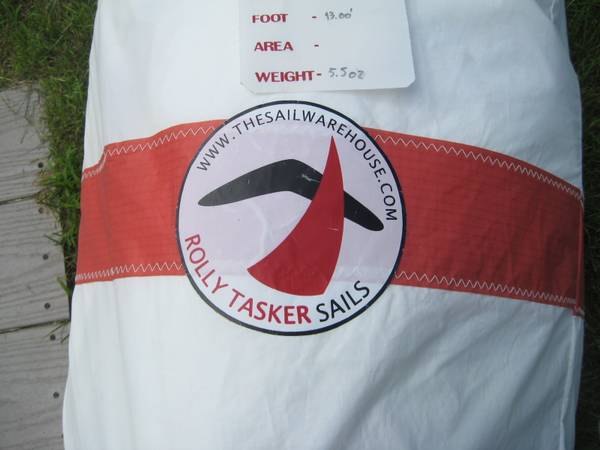 FOOT - 13.00'
AREA -
WEIGHT- 5.5oz
WWW.THESAILWAREHOUSE.COM
ROLLY TASKER SAILS